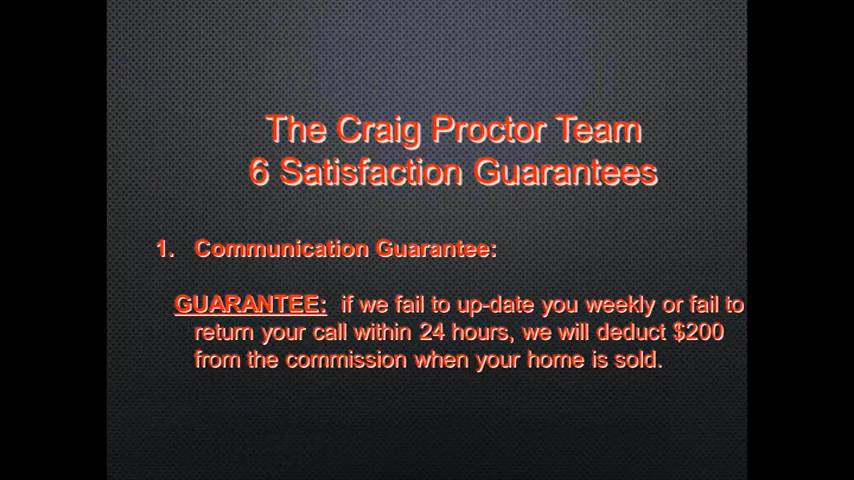 The Craig Proctor Team
6 Satisfaction Guarantees
1. Communication Guarantee:
GUARANTEE: if we fail to up-date you weekly or fail to
return your call within 24 hours, we will deduct $200
from the commission when your home is sold.